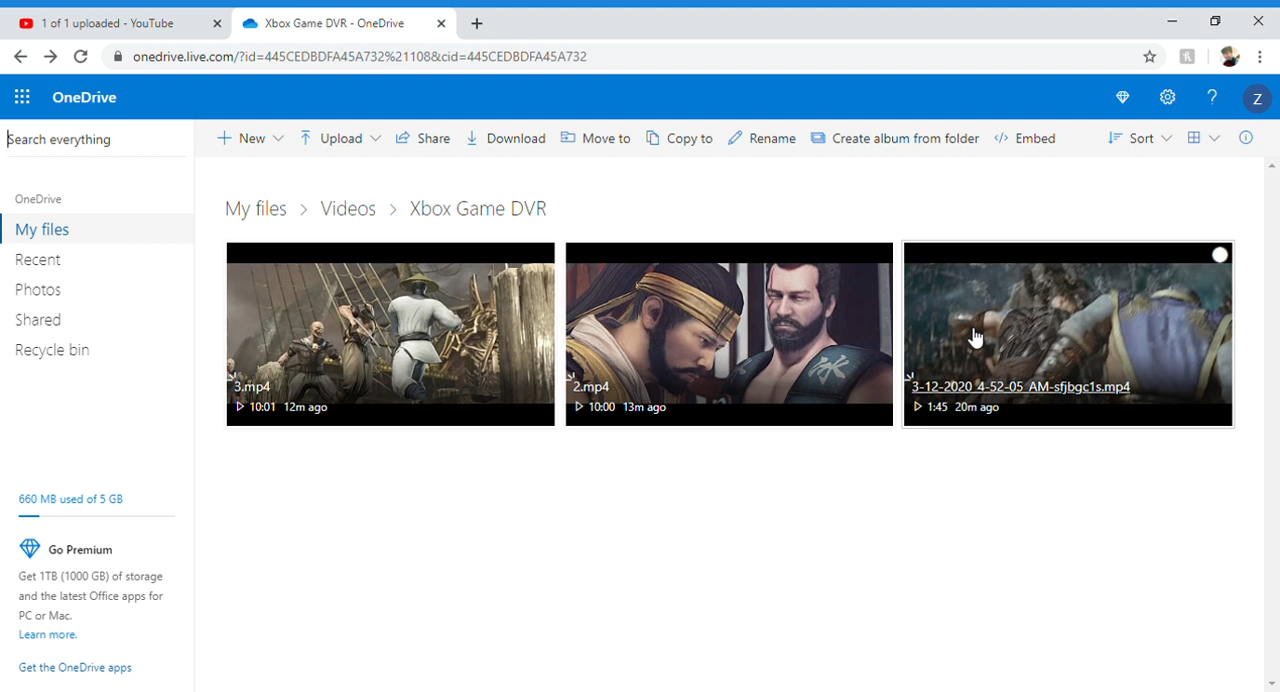 1 of 1 uploaded - YouTube
Xbox Game DVR - OneDrive
onedrive.live.com/?id=445CEDBDFA45A732%21108&cid=445CEDBDFA45A732
OneDrive
?
Z
Search everything
New
Upload
Share
Download
Move to
Copy to
Rename
Create album from folder
</> Embed
Sort
OneDrive
My files
Recent
Photos
Shared
Recycle bin
My files > Videos > Xbox Game DVR
3.mp4
10:01 12m ago
2.mp4
10:00 13m ago
冰
3-12-2020_4-52-05_AM-sfjbgc1s.mp4
1:45 20m ago
660 MB used of 5 GB
Go Premium
Get 1TB (1000 GB) of storage
and the latest Office apps for
PC or Mac.
Learn more.
Get the OneDrive apps